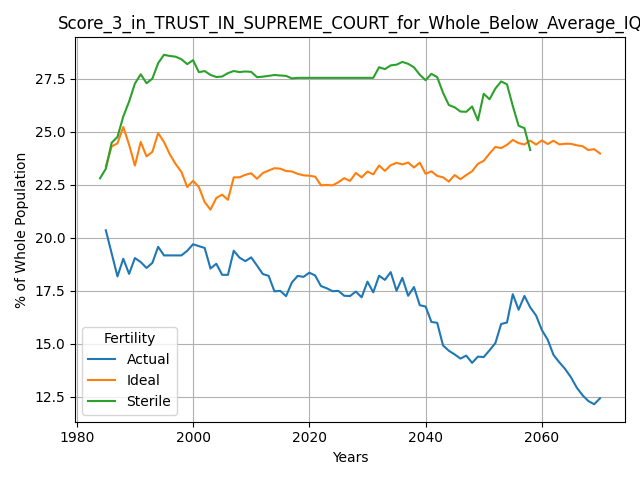 Score_3_in_TRUST_IN_SUPREME_COURT_for_Whole_Below_Average_IQ
% of Whole Population
27.5
25.0
22.5
20.0
17.5
15.0
12.5
Fertility
Actual
Ideal
Sterile
1980 2000 2020 2040 2060
Years